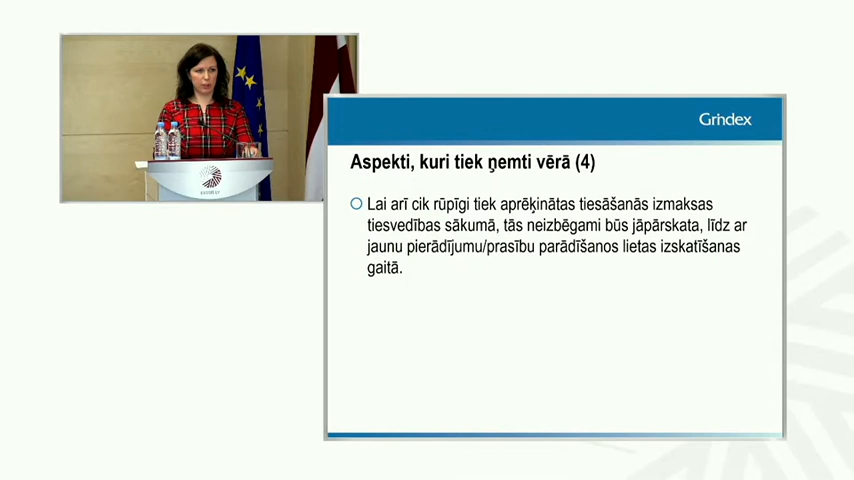 Grindex
Aspekti, kuri tiek ņemti vērā (4)
Lai arī cik rūpīgi tiek aprēķinātas tiesāšanās izmaksas
tiesvedības sākumā, tās neizbēgami būs jāpārskata, līdz ar
jaunu pierādījumu/prasību parādīšanos lietas izskatīšanas
gaitā.